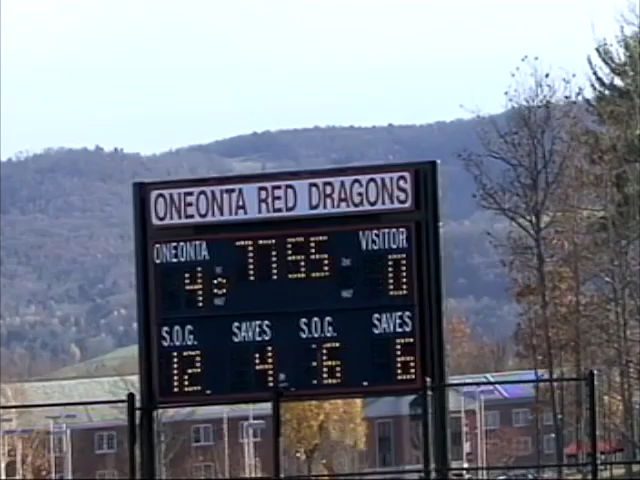 ONEONTA RED DRAGONS
ONEONTA 77:55 VISITOR
4 0
S.O.G. SAVES S.O.G. SAVES
12 4 6 6